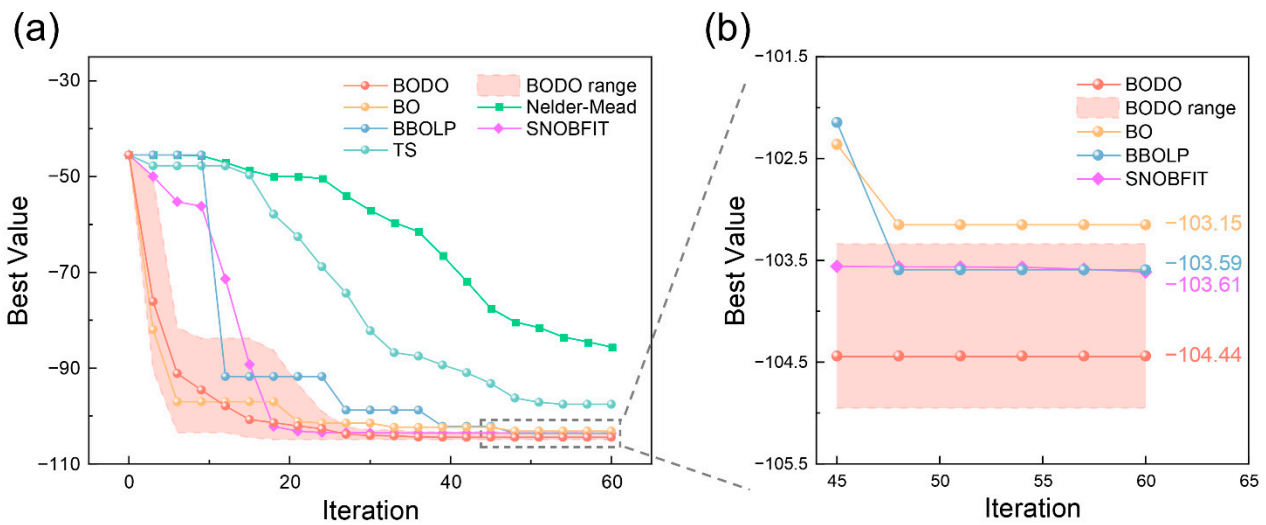 (a)
−30
−50
−70
−90
−110
0
20
40
60
Best Value
Iteration
BODO
BO
BBOLP
TS
BODO range
Nelder-Mead
SNOBFIT
(b)
−101.5
−102.5
−103.5
−104.5
−105.5
45
50
55
60
65
Best Value
Iteration
BODO
BODO range
BO
BBOLP
SNOBFIT
−103.15
−103.59
−103.61
−104.44